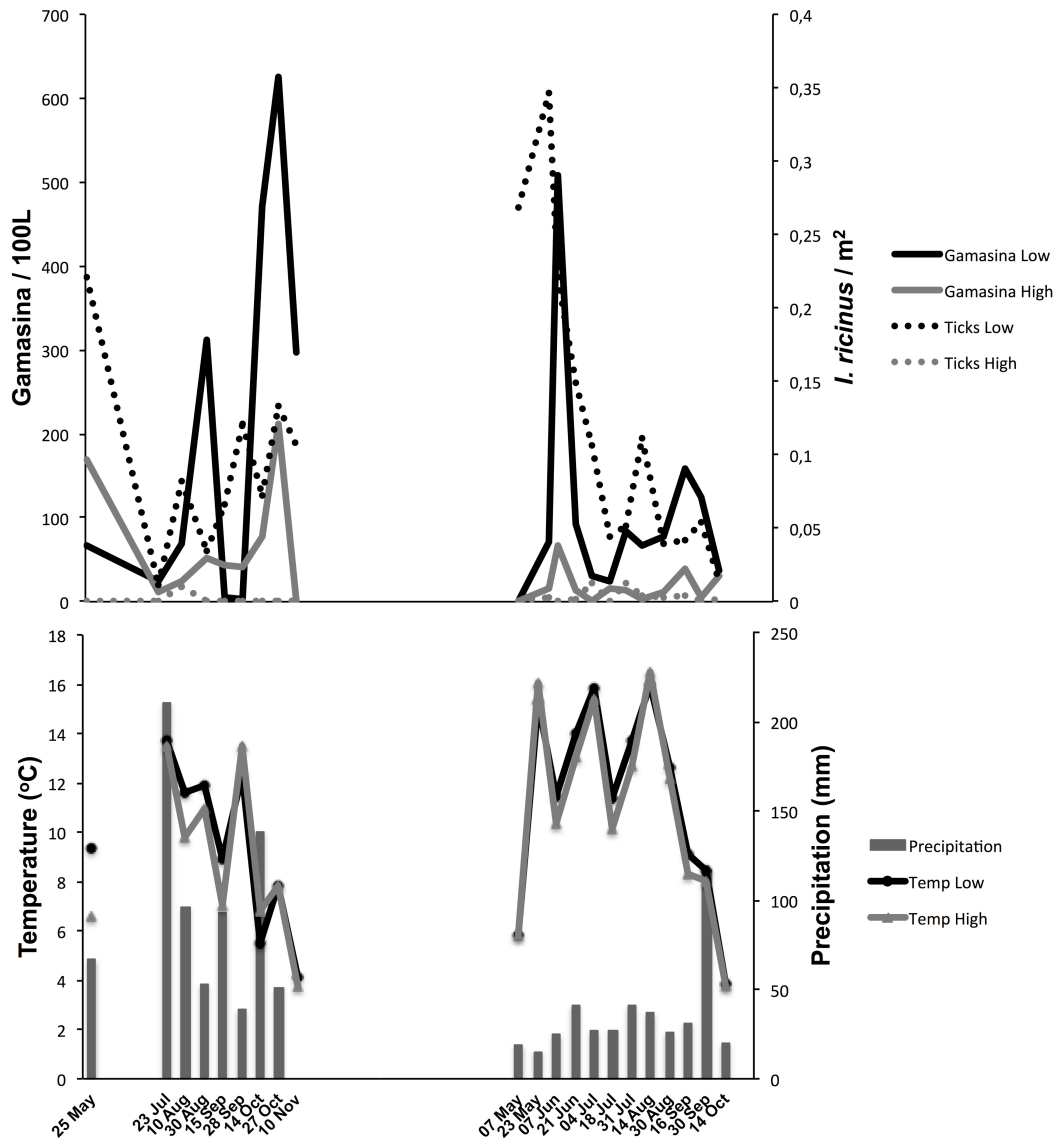 700
600
500
400
300
200
100
0
Gamasina / 100L
0,4
0,35
0,3
0,25
0,2
0,15
0,1
0,05
0
I. ricinus / m²
Gamasina Low
Gamasina High
Ticks Low
Ticks High
18
16
14
12
10
8
6
4
2
0
Temperature (°C)
250
200
150
100
50
0
Precipitation (mm)
Precipitation
Temp Low
Temp High
25 May
23 Jul
10 Aug
30 Aug
15 Sep
28 Sep
14 Oct
27 Oct
10 Nov
07 May
23 May
07 Jun
21 Jun
04 Jul
18 Jul
31 Jul
14 Aug
30 Aug
16 Sep
30 Sep
14 Oct